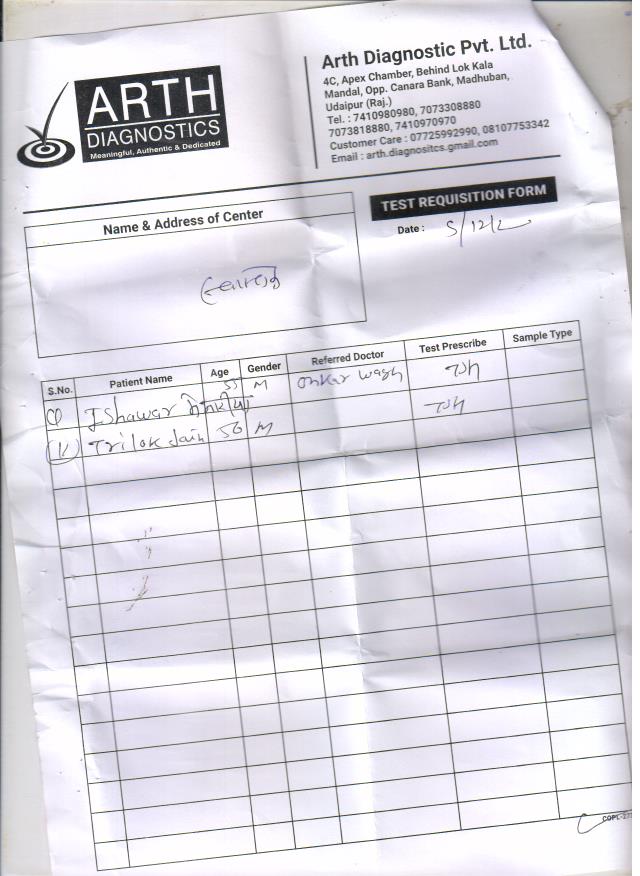 ARTH
DIAGNOSTICS
Meaningful, Authentic & Dedicated
Arth Diagnostic Pvt. Ltd.
4C, Apex Chamber, Behind Lok Kala
Mandal, Opp. Canara Bank, Madhuban,
Udaipur (Raj.)
Tel. : 7410980980, 7073308880
7073818880, 7410970970
Customer Care : 07725992990, 08107753342
Email : arth.diagnositcs.gmail.com
TEST REQUISITION FORM
Date : 5/12/2
Name & Address of Center
S.No. Patient Name Age Gender Referred Doctor Test Prescribe Sample Type
Ishawar 55 M Onkar Wagh TSH
Trilok Jain 56 M TSH